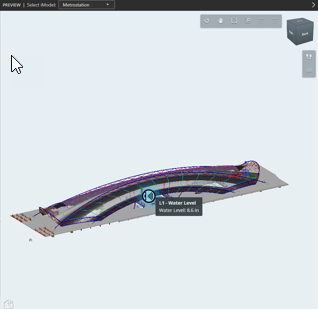 PREVIEW | Select iModel: Metrostation
L1 - Water Level
Water Level: 8.6 in